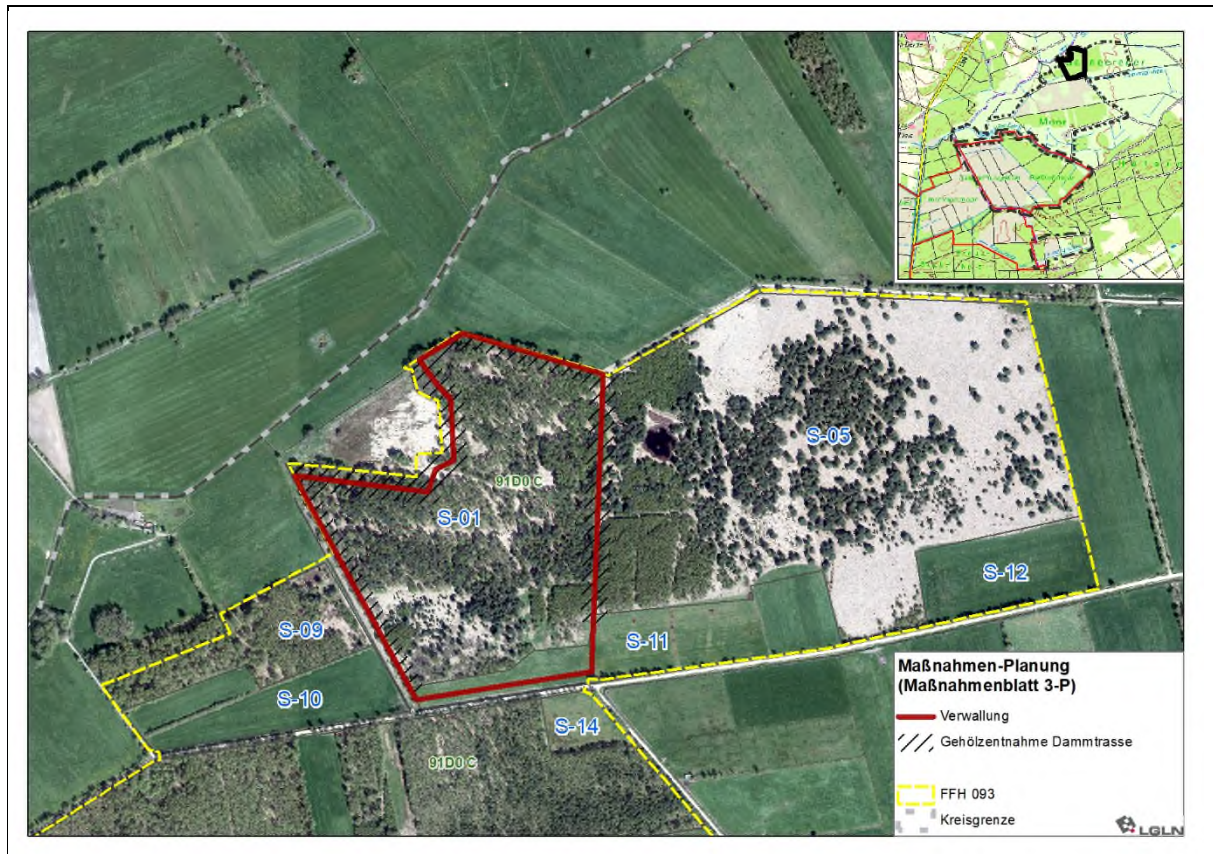 Moor
S-05
91D0 C
S-01
S-12
S-09
S-11
S-10
S-14
91D0 C
Maßnahmen-Planung
(Maßnahmenblatt 3-P)
Verwallung
Gehölzentnahme Dammtrasse
FFH 093
Kreisgrenze
LGLN